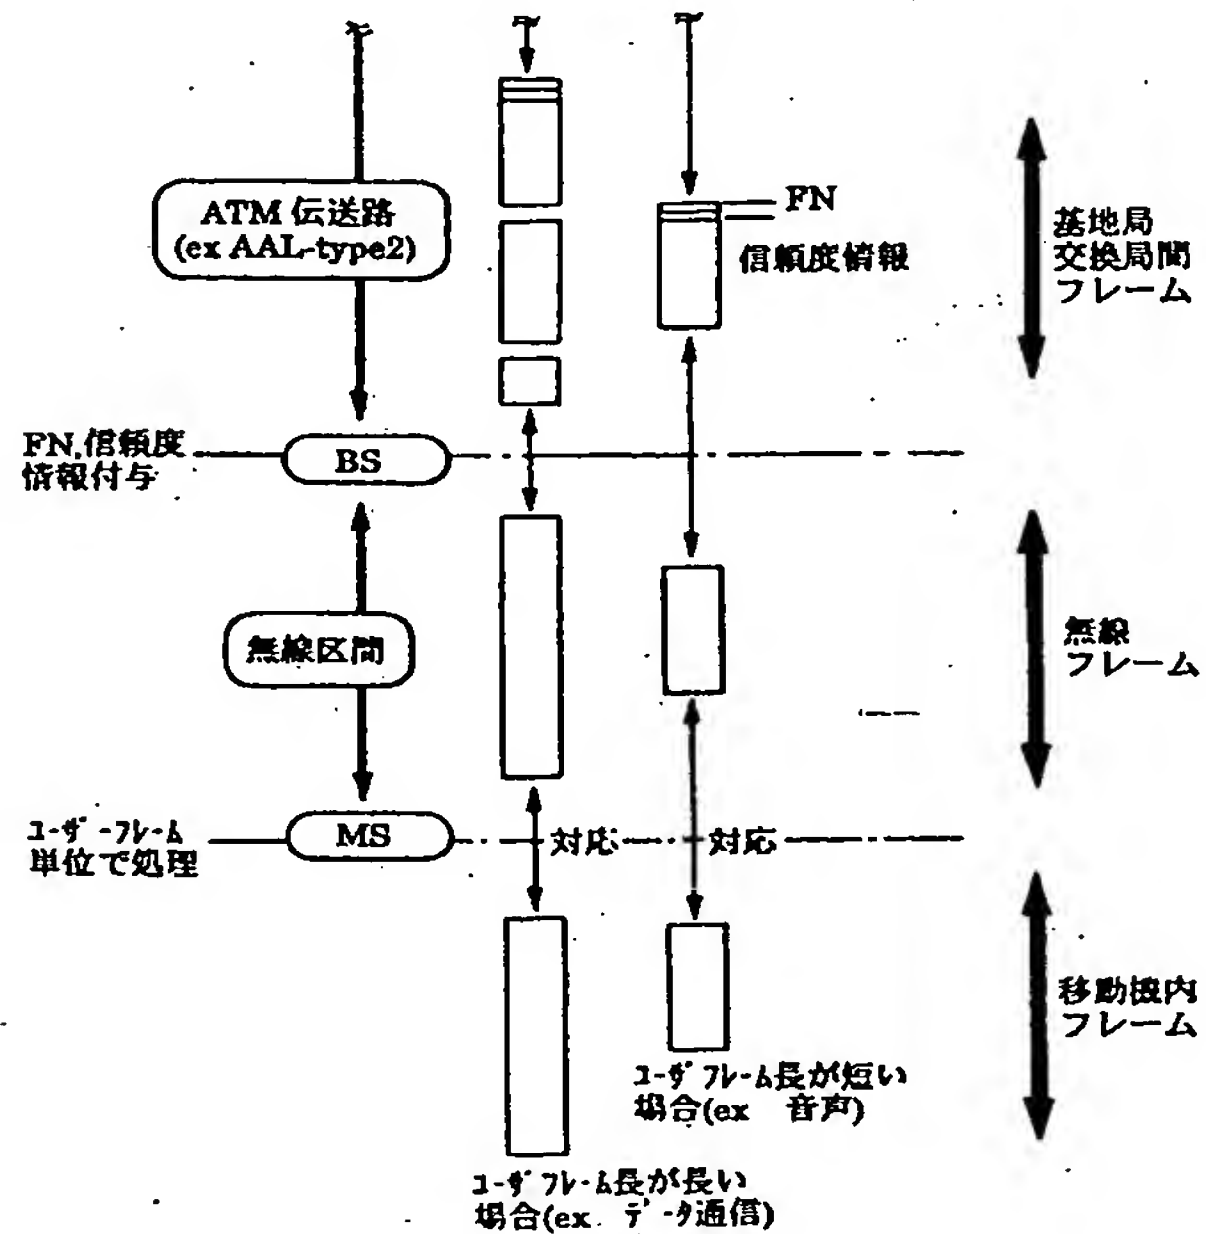 ATM 伝送路
(ex AAL-type2)
FN
信頼度情報
基地局
交換局間
フレーム
FN,信頼度
情報付与
BS
無線区間
無線
フレーム
ユーザーフレーム
単位で処理
MS
対応
対応
移動機内
フレーム
ユーザフレーム長が短い
場合(ex 音声)
ユーザフレーム長が長い
場合(ex. データ通信)